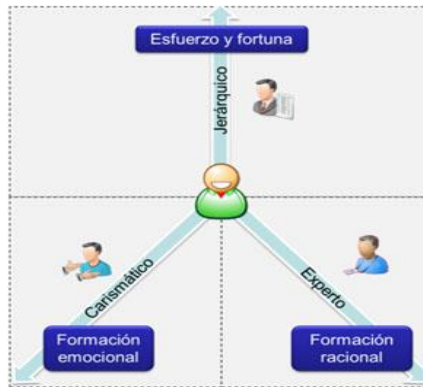 Esfuerzo y fortuna
Jerárquico
Carismático
Experto
Formación
emocional
Formación
racional